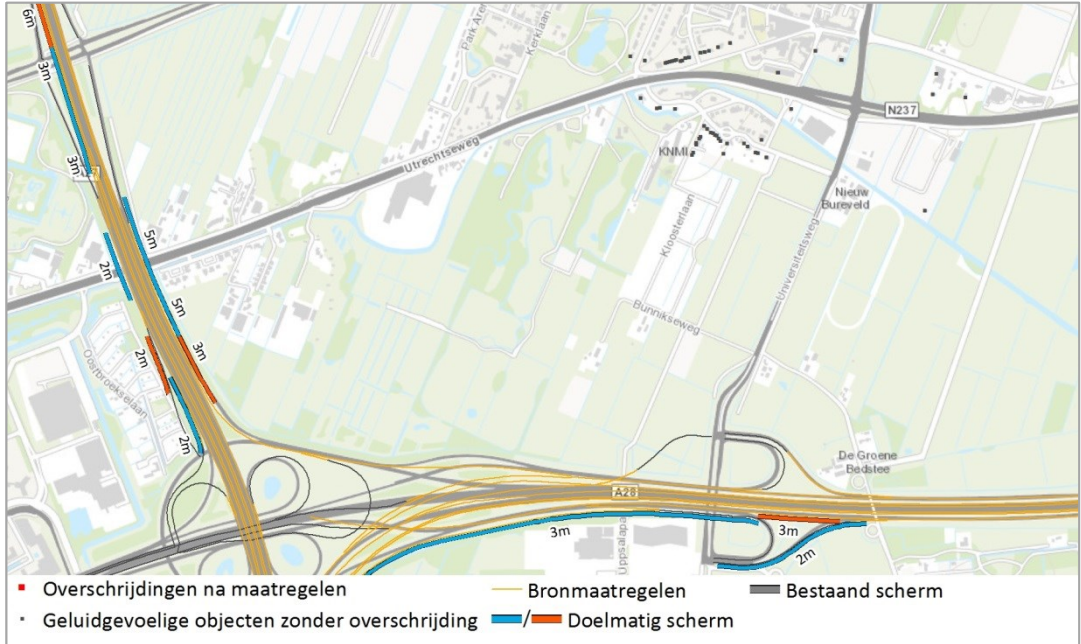 6m
3m
3m
5m
2m
5m
2m
3m
2m
Park Aren
Kerklaan
Utrechtseweg
N237
KNMI
Nieuw
Bureveld
Kloosterlaan
Universiteitsweg
Bunnikseweg
Oostbroekselaan
De Groene
Bedstee
A28
3m
Uppsalapa
3m
2m
Overschrijdingen na maatregelen
Bronmaatregelen
Bestaand scherm
Geluidgevoelige objecten zonder overschrijding
/ Doelmatig scherm